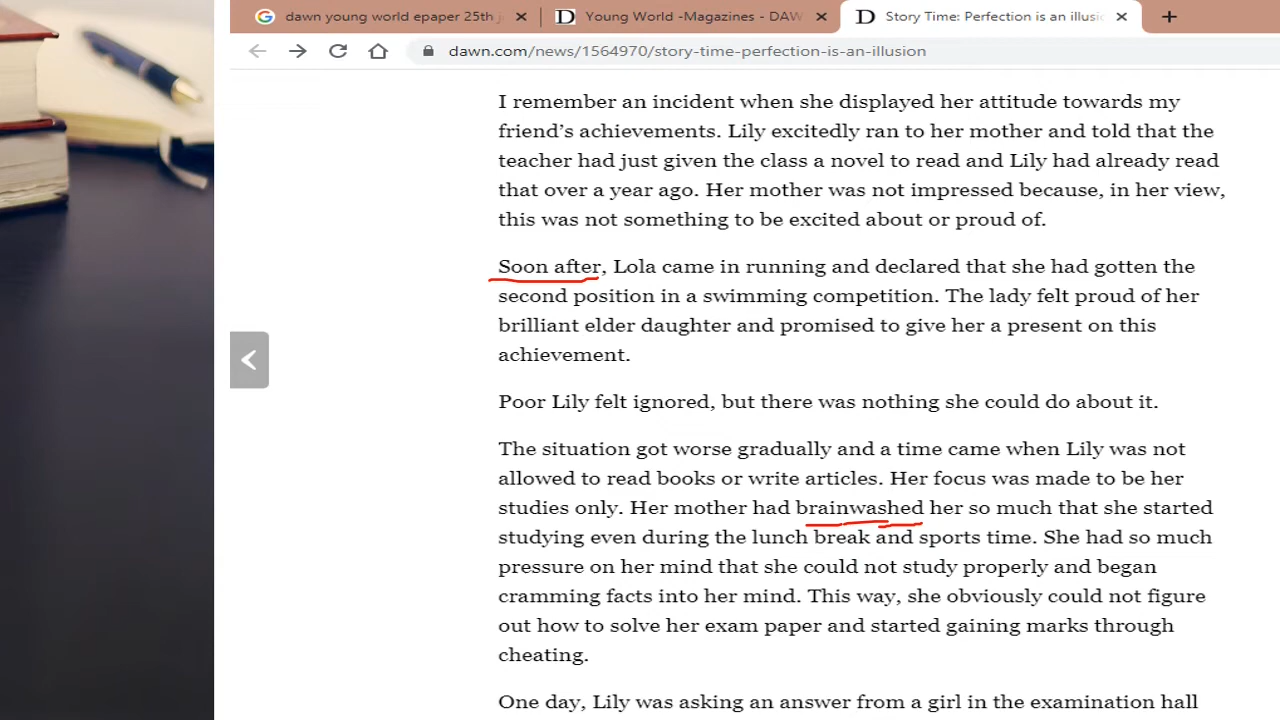 dawn young world epaper 25th j
Young World -Magazines - DAW
Story Time: Perfection is an illusi
dawn.com/news/1564970/story-time-perfection-is-an-illusion
I remember an incident when she displayed her attitude towards my
friend’s achievements. Lily excitedly ran to her mother and told that the
teacher had just given the class a novel to read and Lily had already read
that over a year ago. Her mother was not impressed because, in her view,
this was not something to be excited about or proud of.
Soon after, Lola came in running and declared that she had gotten the
second position in a swimming competition. The lady felt proud of her
brilliant elder daughter and promised to give her a present on this
achievement.
Poor Lily felt ignored, but there was nothing she could do about it.
The situation got worse gradually and a time came when Lily was not
allowed to read books or write articles. Her focus was made to be her
studies only. Her mother had brainwashed her so much that she started
studying even during the lunch break and sports time. She had so much
pressure on her mind that she could not study properly and began
cramming facts into her mind. This way, she obviously could not figure
out how to solve her exam paper and started gaining marks through
cheating.
One day, Lily was asking an answer from a girl in the examination hall